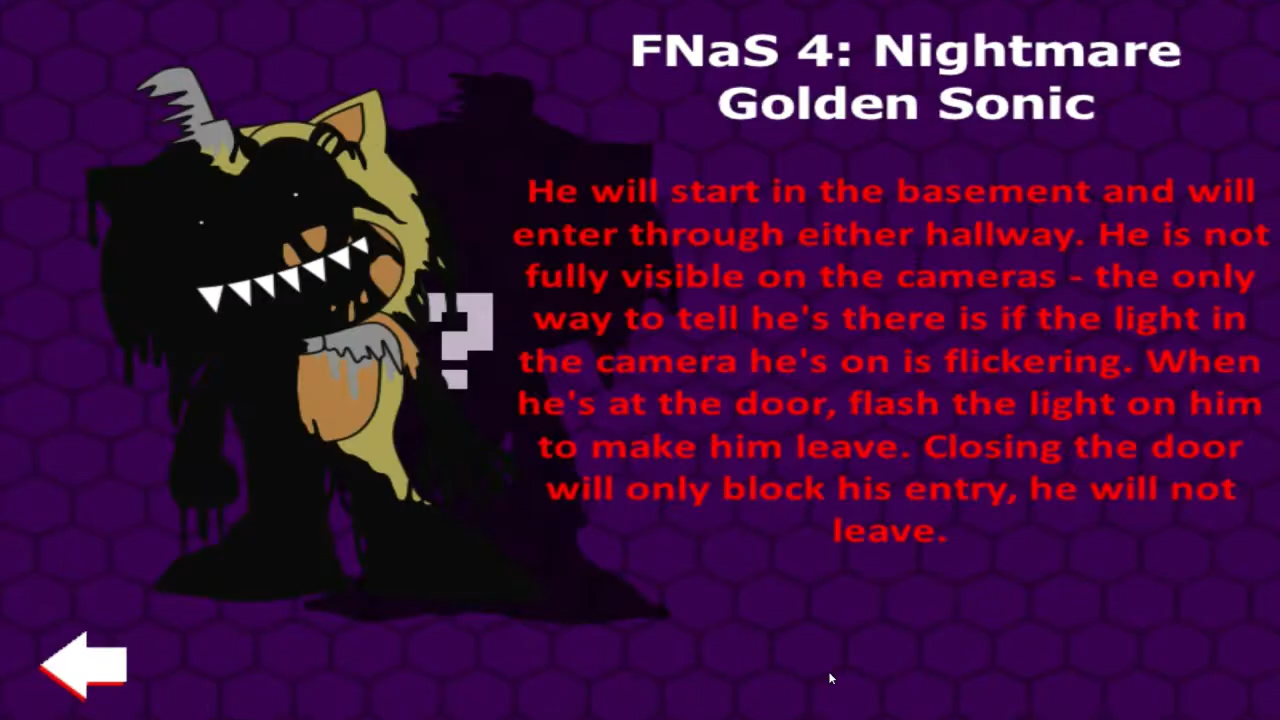 FNaS 4: Nightmare
Golden Sonic
He will start in the basement and will
enter through either hallway. He is not
fully visible on the cameras - the only
way to tell he's there is if the light in
the camera he's on is flickering. When
he's at the door, flash the light on him
to make him leave. Closing the door
will only block his entry, he will not
leave.
?